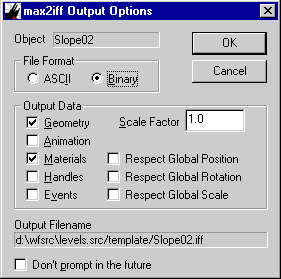 max2iff Output Options
Object Slope02
OK
File Format
ASCII Binary
Cancel
Output Data
Geometry Scale Factor 1.0
Animation
Materials Respect Global Position
Handles Respect Global Rotation
Events Respect Global Scale
Output Filename
d:\wfsrc\levels.src/template/Slope02.iff
Don't prompt in the future